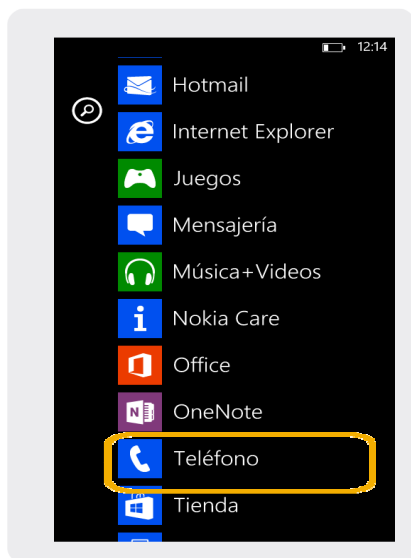 12:14
Hotmail
Internet Explorer
Juegos
Mensajería
Música+Videos
Nokia Care
Office
OneNote
Teléfono
Tienda